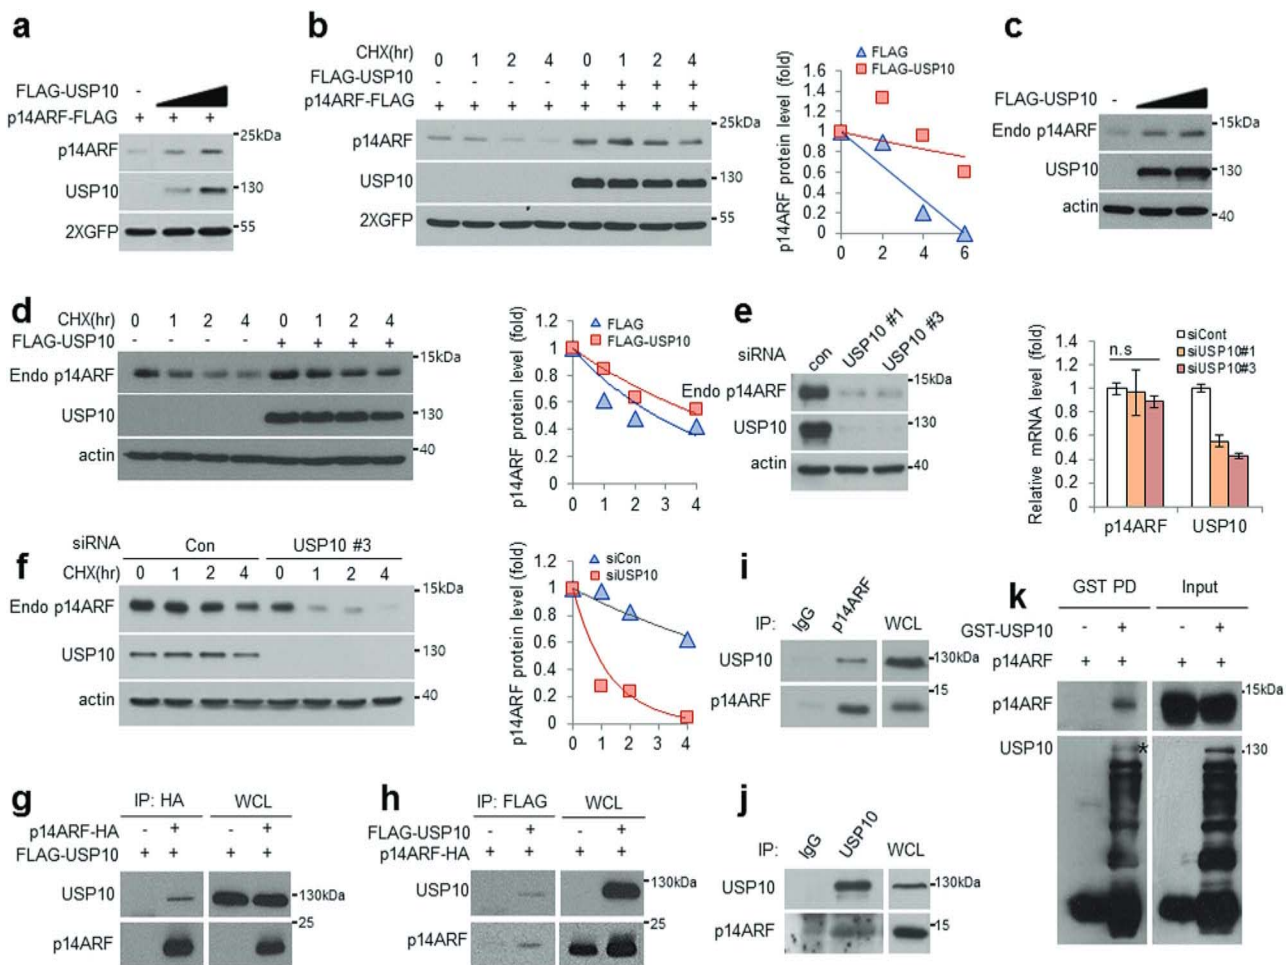 a
FLAG-USP10 -
p14ARF-FLAG + + +
p14ARF
25kDa
USP10
130
2XGFP
55
b
CHX(hr) 0 1 2 4 0 1 2 4
FLAG-USP10 - - - - + + + +
p14ARF-FLAG + + + + + + + +
p14ARF
25kDa
USP10
130
2XGFP
55
p14ARF protein level (fold)
FLAG
FLAG-USP10
1.6
1.4
1.2
1
0.8
0.6
0.4
0.2
0
0 2 4 6
c
FLAG-USP10 -
Endo p14ARF
15kDa
USP10
130
actin
40
d
CHX(hr) 0 1 2 4 0 1 2 4
FLAG-USP10 - - - - + + + +
Endo p14ARF
15kDa
USP10
130
actin
40
p14ARF protein level (fold)
FLAG
FLAG-USP10
1.2
1
0.8
0.6
0.4
0.2
0
0 1 2 3 4
e
siRNA con USP10 #1 USP10 #3
Endo p14ARF
15kDa
USP10
130
actin
40
Relative mRNA level (fold)
siCont
siUSP10#1
siUSP10#3
n.s
1.6
1.4
1.2
1
0.8
0.6
0.4
0.2
0
p14ARF USP10
f
siRNA Con USP10 #3
CHX(hr) 0 1 2 4 0 1 2 4
Endo p14ARF
15kDa
USP10
130
actin
40
p14ARF protein level (fold)
siCon
siUSP10
1.2
1
0.8
0.6
0.4
0.2
0
0 1 2 3 4
g
IP: HA WCL
p14ARF-HA - + - +
FLAG-USP10 + + + +
USP10
130kDa
25
p14ARF
h
IP: FLAG WCL
FLAG-USP10 - + - +
p14ARF-HA + + + +
USP10
130kDa
25
p14ARF
i
IP: IgG p14ARF WCL
USP10
130kDa
15
p14ARF
j
IP: IgG USP10 WCL
USP10
130kDa
p14ARF
15
k
GST PD Input
GST-USP10 - + - +
p14ARF + + + +
p14ARF
15kDa
USP10
*
130